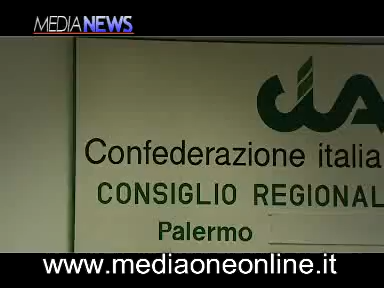 MEDIANEWS
CIA
Confederazione italia
CONSIGLIO REGIONAL
Palermo
www.mediaoneonline.it